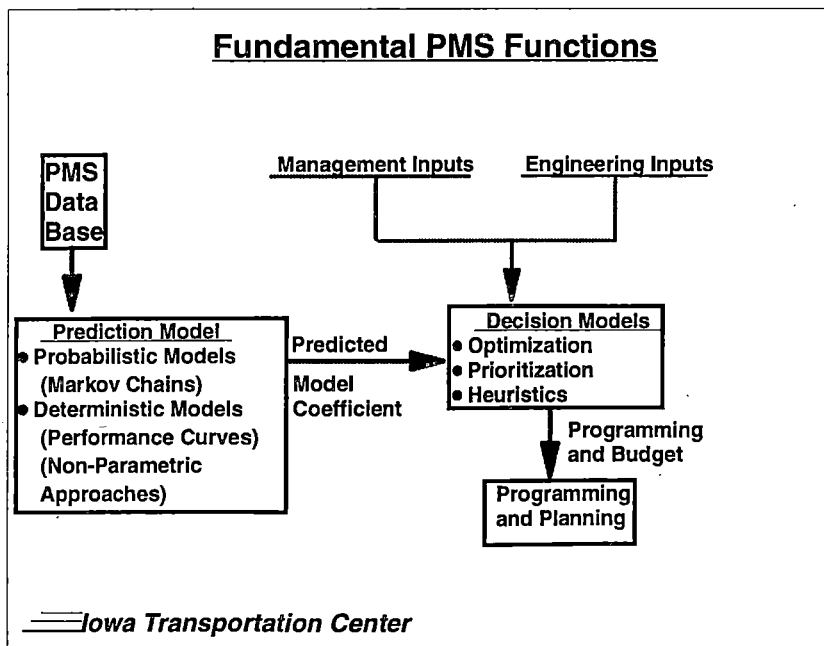 Fundamental PMS Functions
PMS
Data
Base
Management Inputs
Engineering Inputs
Prediction Model
• Probabilistic Models
(Markov Chains)
• Deterministic Models
(Performance Curves)
(Non-Parametric
Approaches)
Predicted
Model
Coefficient
Decision Models
• Optimization
• Prioritization
• Heuristics
Programming
and Budget
Programming
and Planning
Iowa Transportation Center